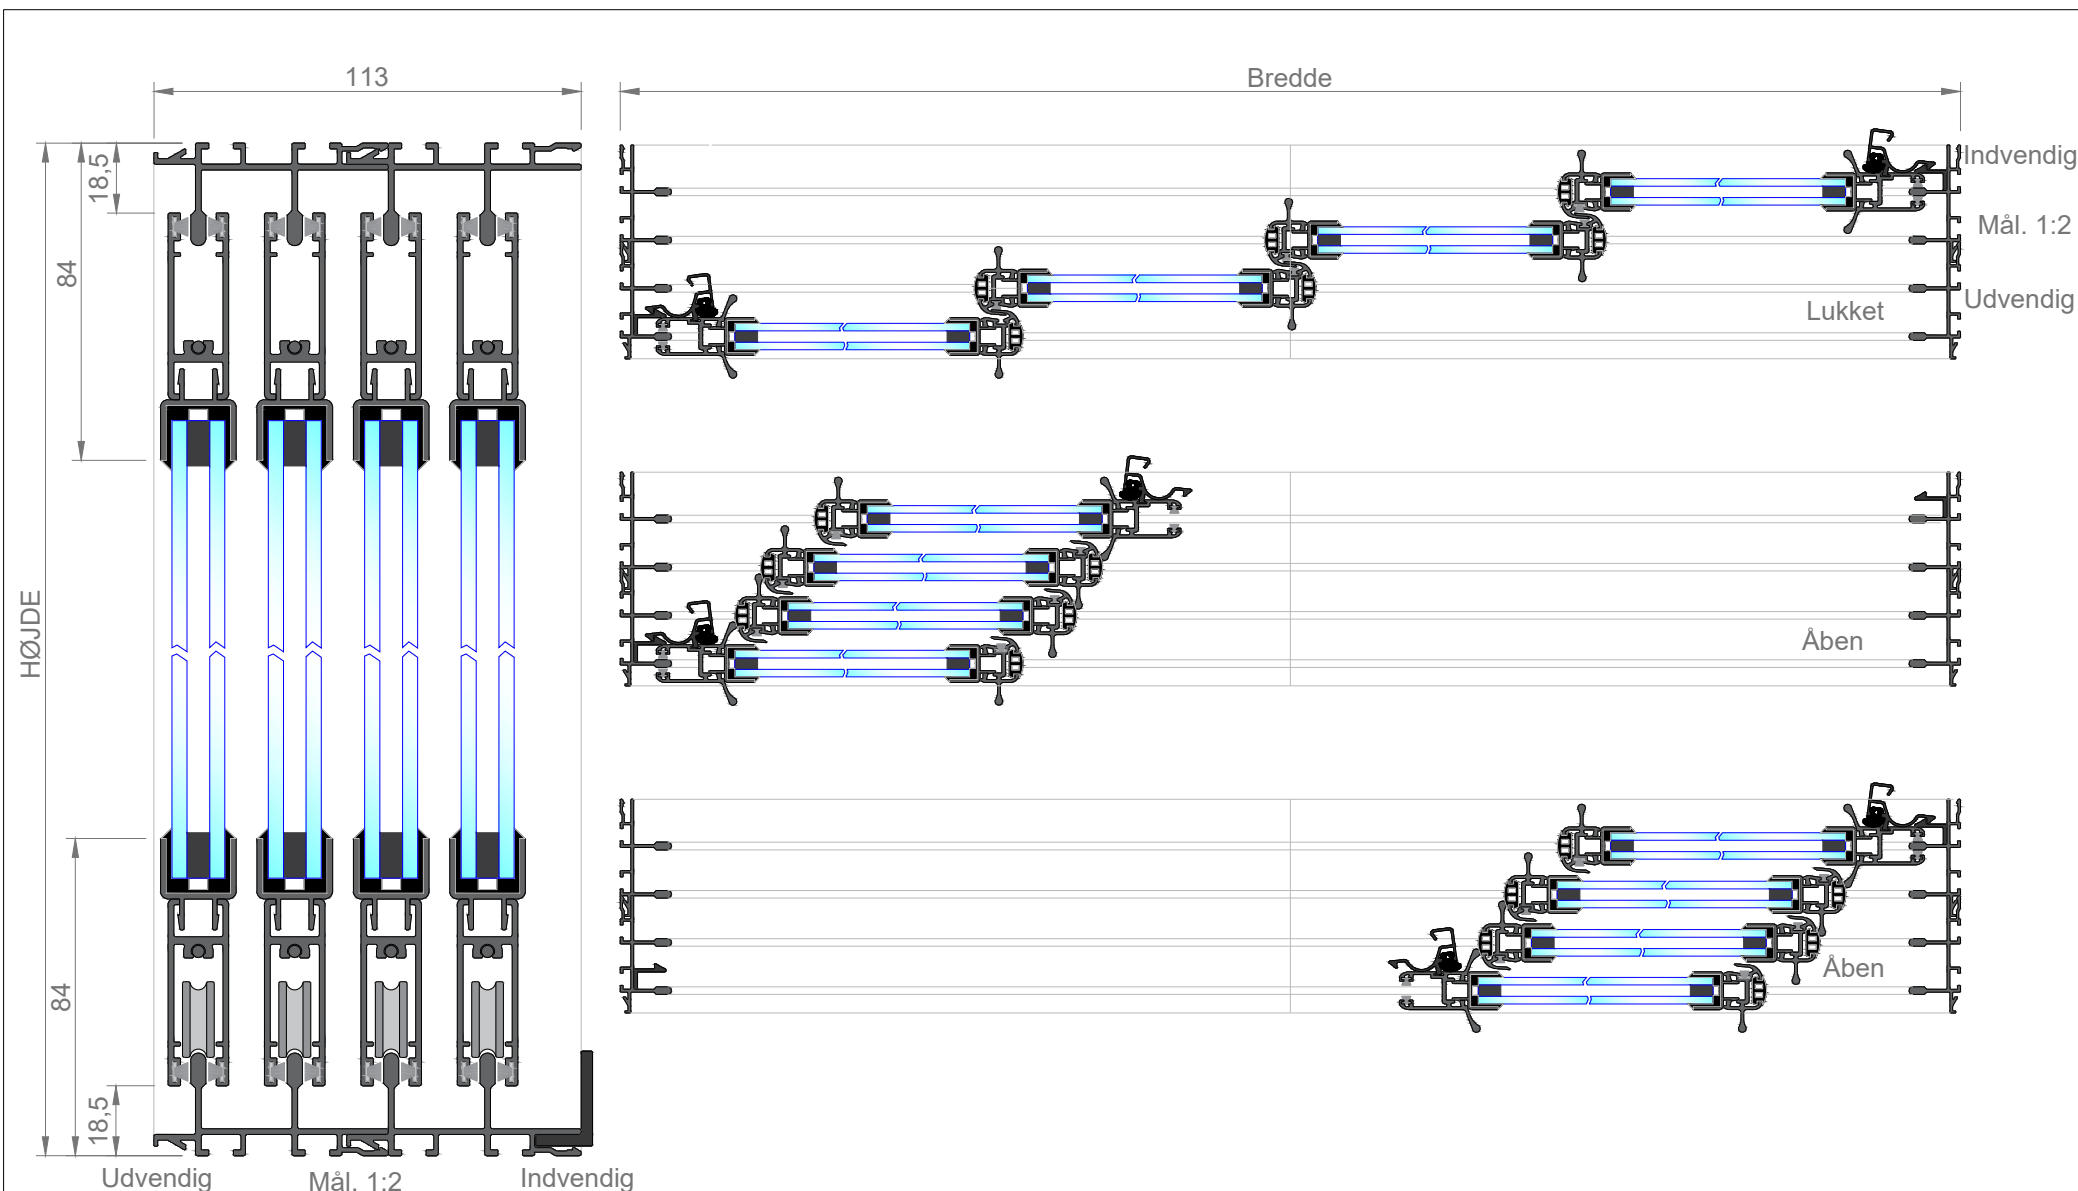 113
Bredde
18,5
84
HØJDE
Indvendig
Mål. 1:2
Udvendig
Lukket
Åben
Åben
84
18,5
Udvendig
Mål. 1:2
Indvendig